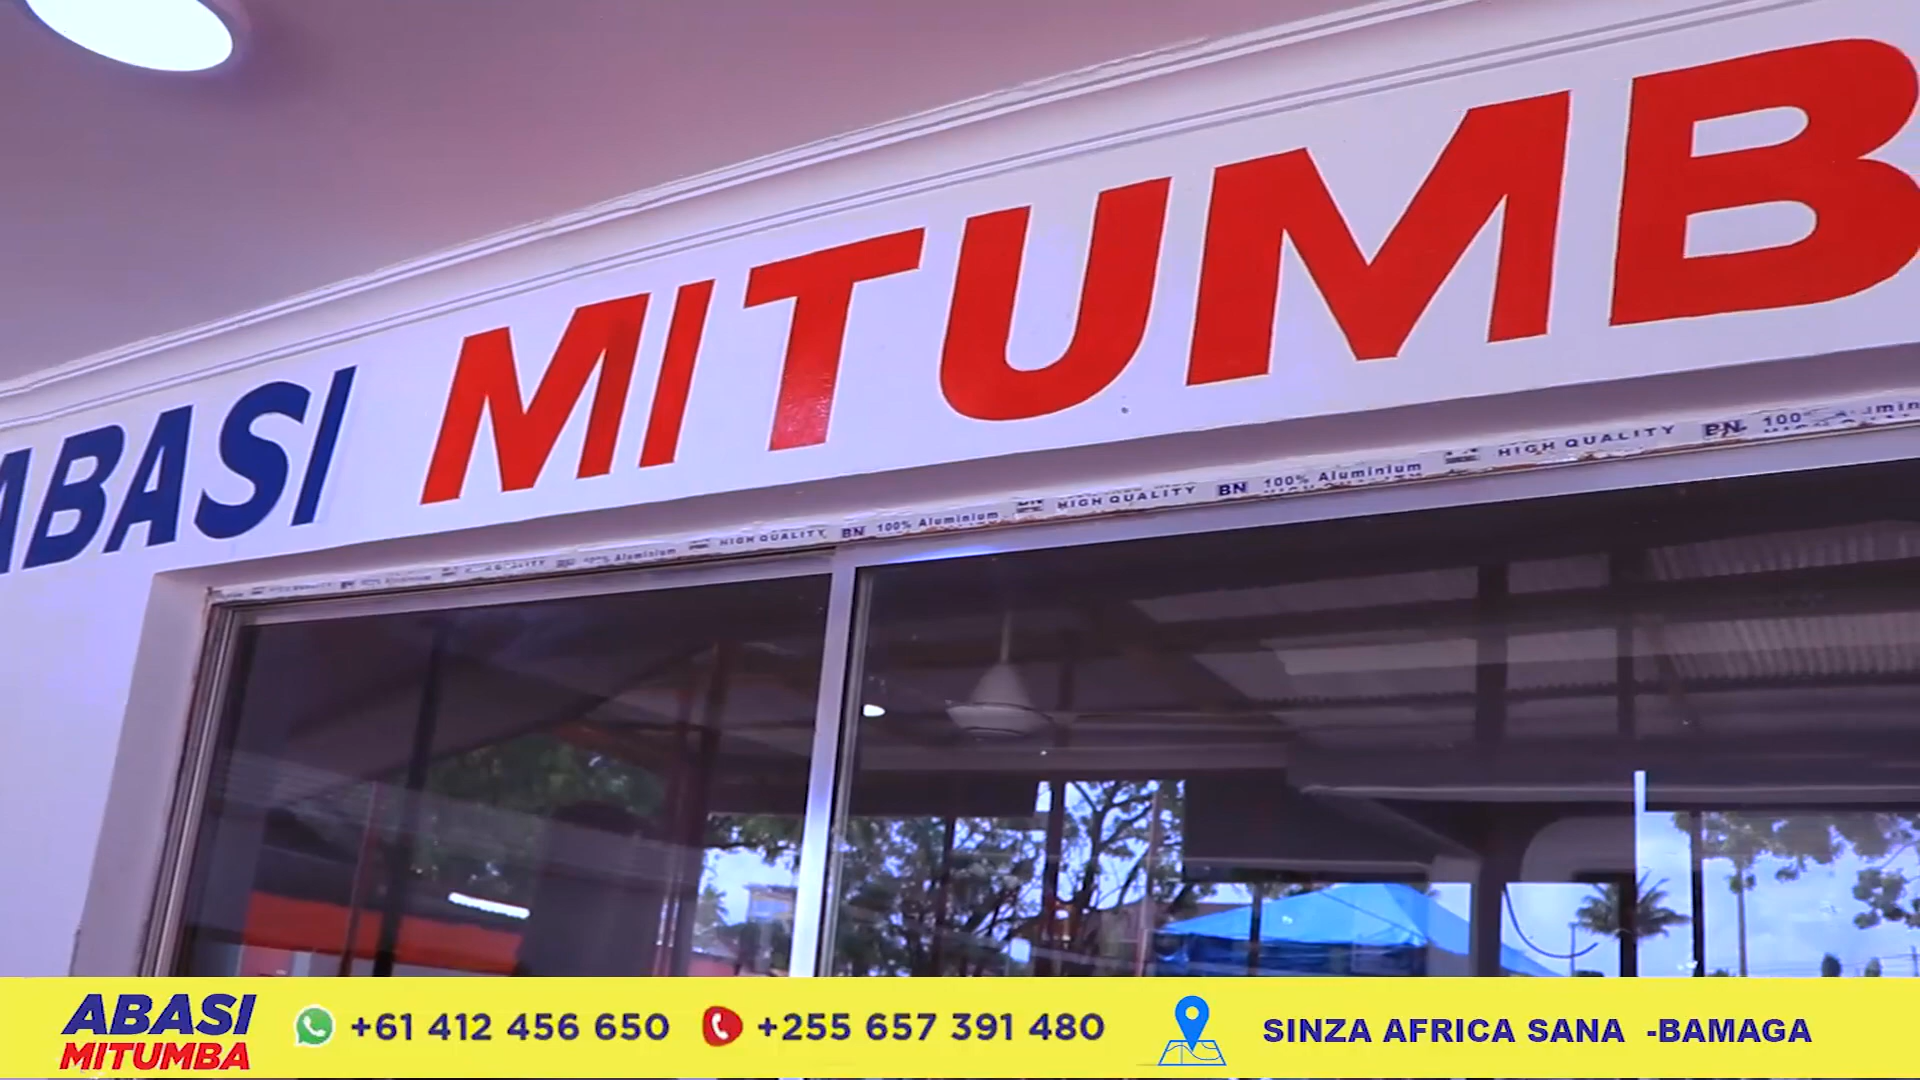 ABASI MITUMB
HIGH QUALITY BN 100% Aluminium HIGH QUALITY BN 100% Aluminium HIGH QUALITY BN 100%
ABASI
MITUMBA
+61 412 456 650
+255 657 391 480
SINZA AFRICA SANA -BAMAGA